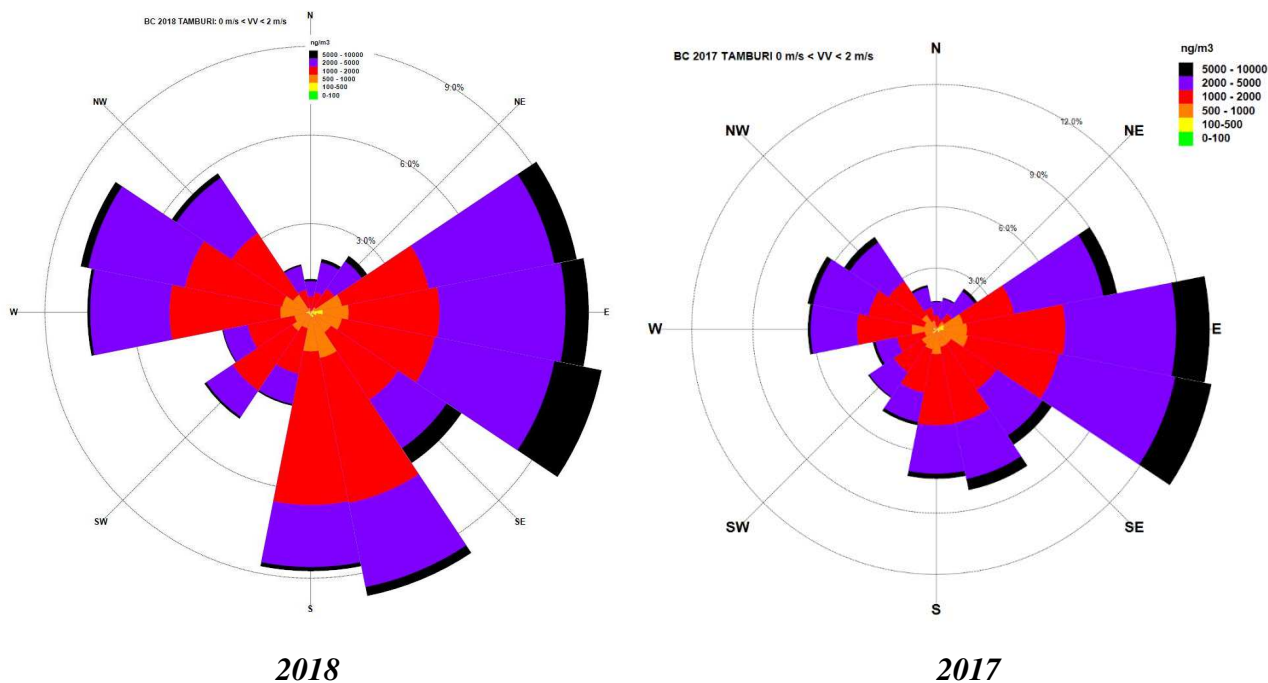 BC 2018 TAMBURI: 0 m/s < VV < 2 m/s
N
ng/m3
5000 - 10000
2000 - 5000
1000 - 2000
500 - 1000
100-500
0-100
9.0%
NW
NE
6.0%
3.0%
W
E
SW
SE
S
2018
BC 2017 TAMBURI 0 m/s < VV < 2 m/s
N
ng/m3
5000 - 10000
2000 - 5000
1000 - 2000
500 - 1000
100-500
0-100
12.0%
NW
NE
9.0%
6.0%
3.0%
W
E
SW
SE
S
2017